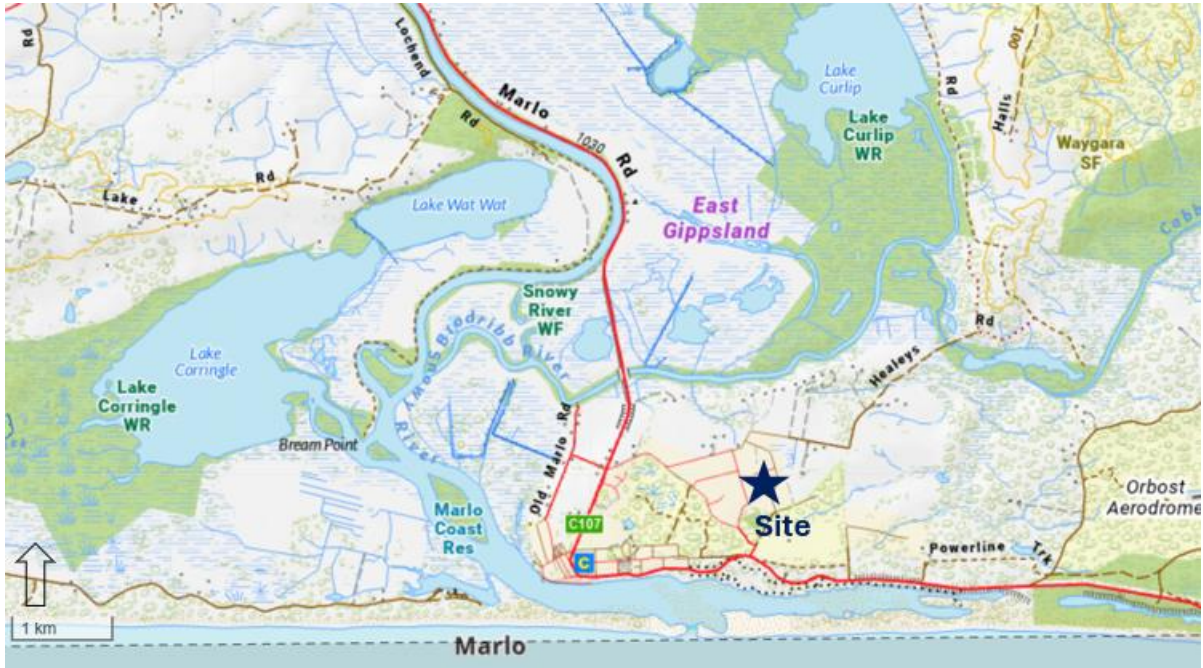 Rd
Lochend
Rd
Marlo
1030
Rd
100
Halls
Rd
Lake
Curlip
Lake
Curlip
WR
Waygara
SF
Lake
Rd
Lake Wat Wat
East
Gippsland
Snowy
River
WF
Brodribb River
River
Lake
Corringle
Lake
Corringle
WR
Rd
Healeys
Bream Point
Old Marlo Rd
Marlo
Coast
Res
C107
C
Site
Orbost
Aerodrome
Powerline
Trk
1 km
Marlo